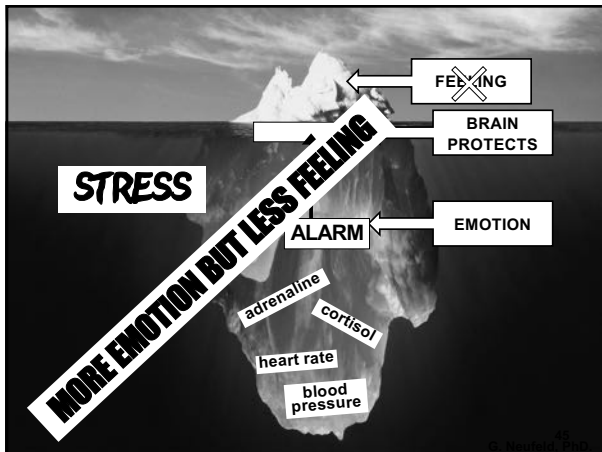 FEELING
BRAIN
PROTECTS
STRESS
MORE EMOTION BUT LESS FEELING
ALARM
EMOTION
adrenaline
cortisol
heart rate
blood
pressure
45
G. Neufeld, PhD